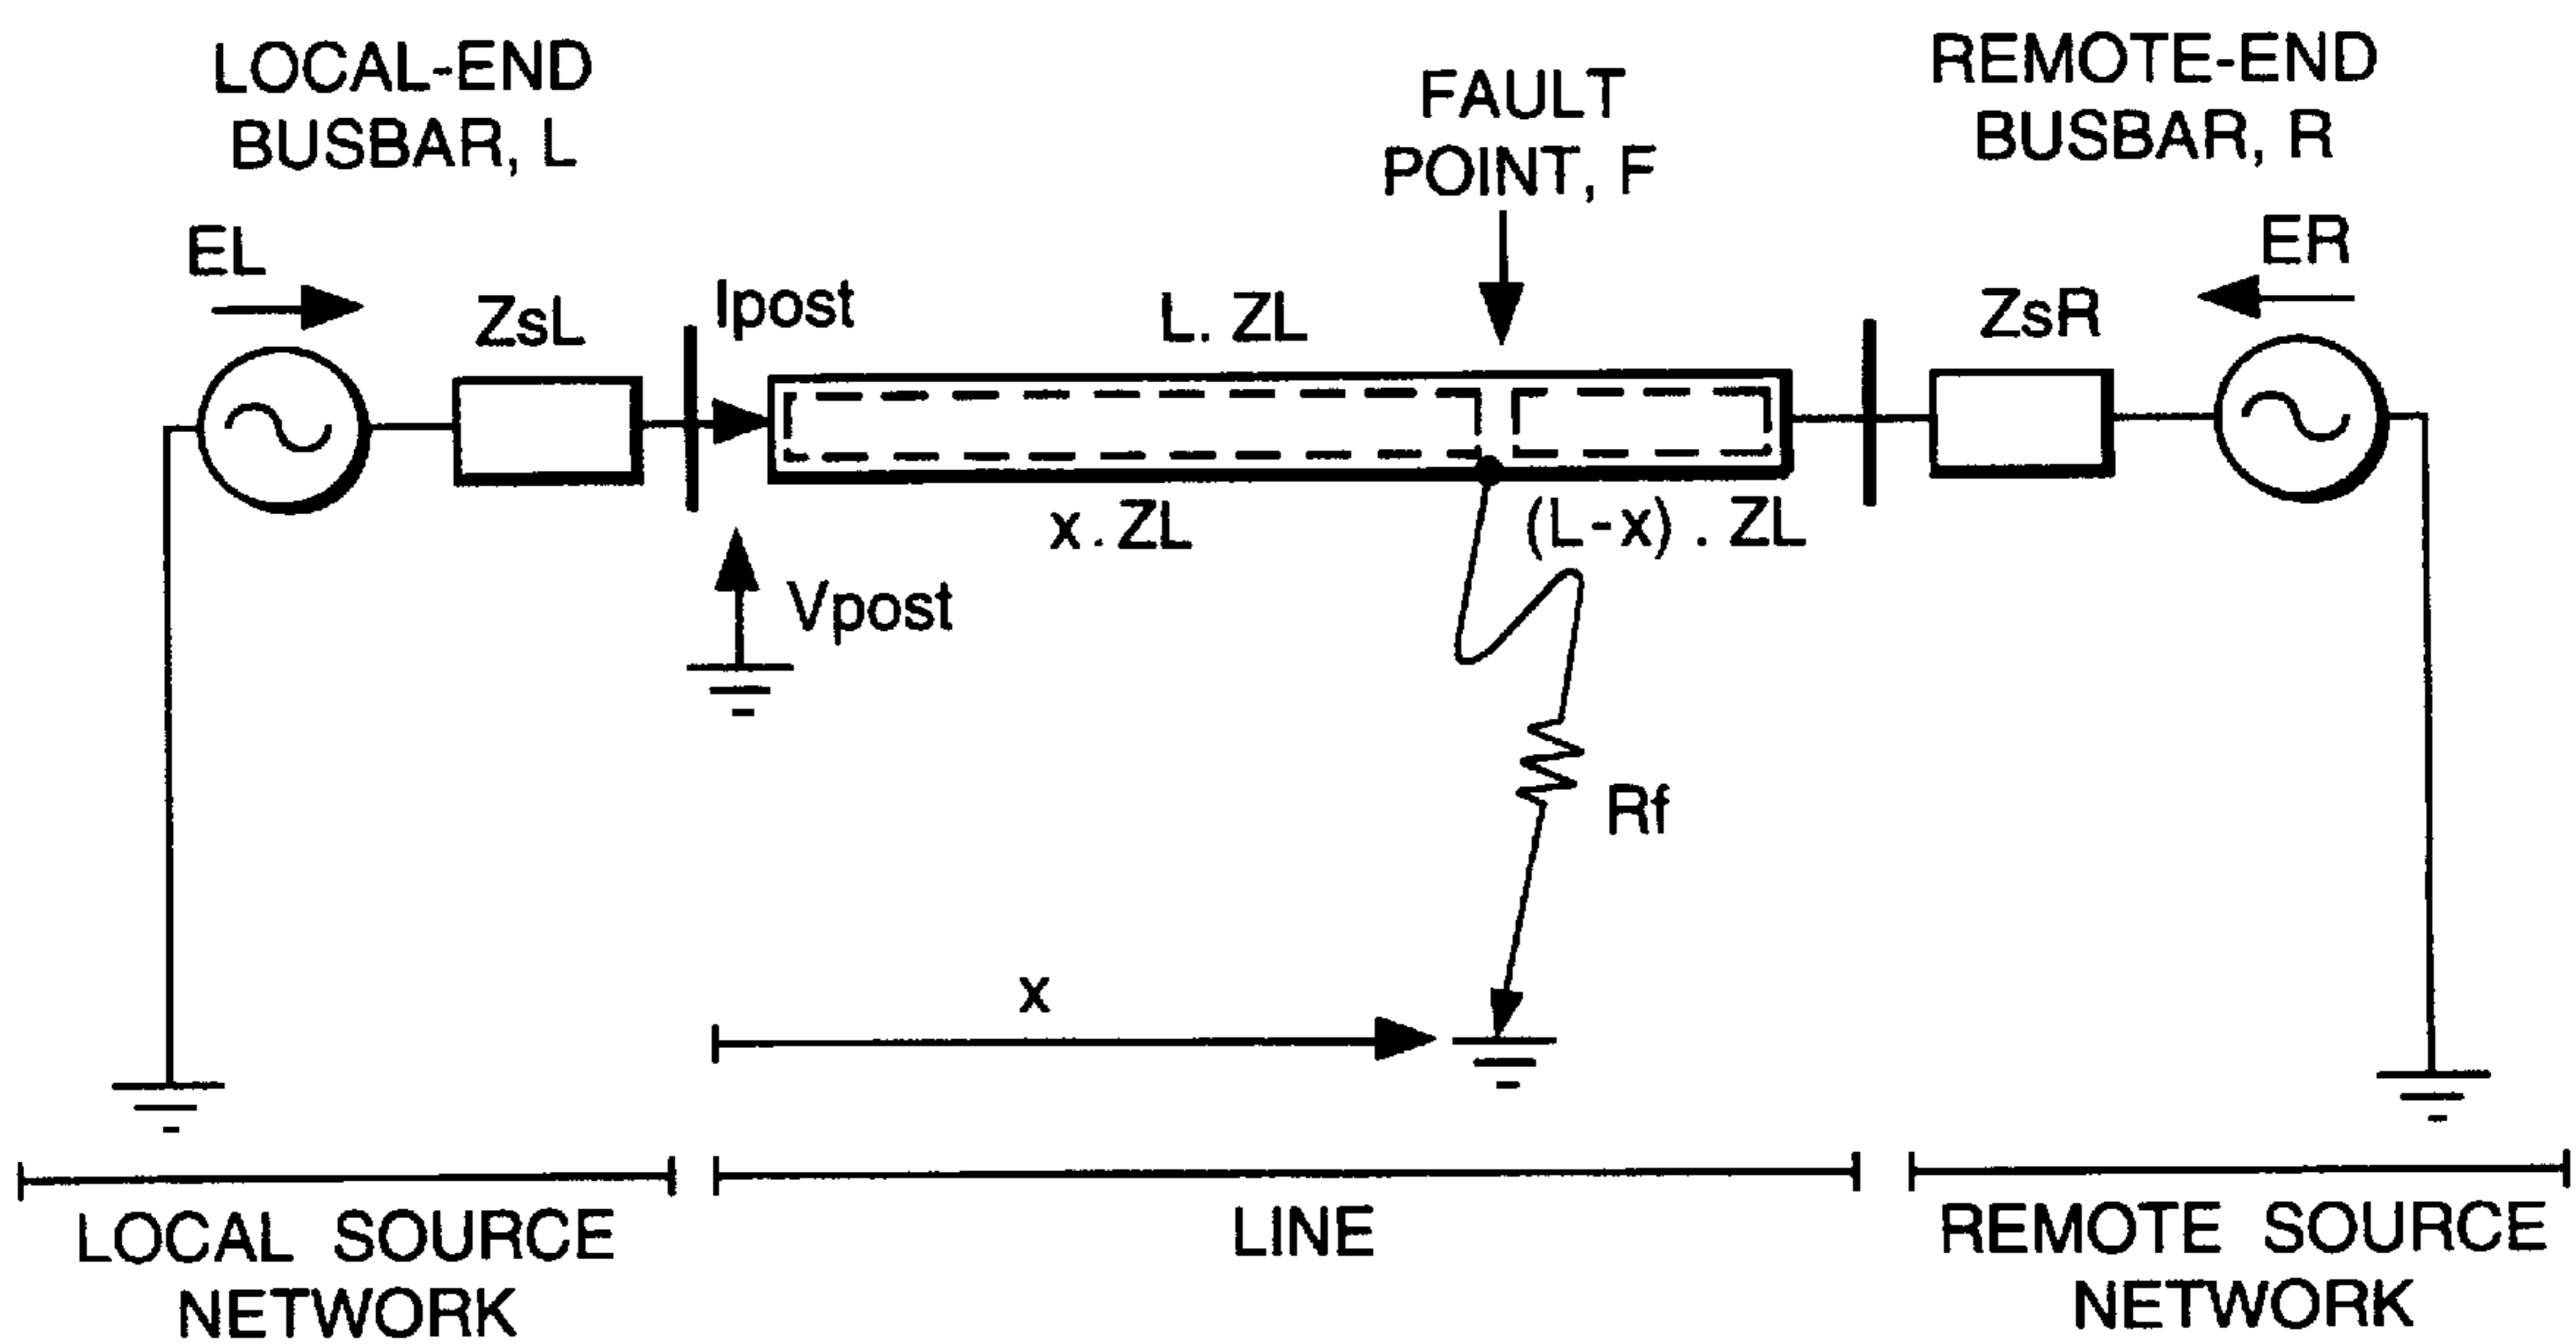 LOCAL-END
BUSBAR, L
FAULT
POINT, F
REMOTE-END
BUSBAR, R
EL
ZsL
Ipost
L. ZL
ZsR
ER
x . ZL
(L-x) . ZL
Vpost
Rf
x
LOCAL SOURCE
NETWORK
LINE
REMOTE SOURCE
NETWORK